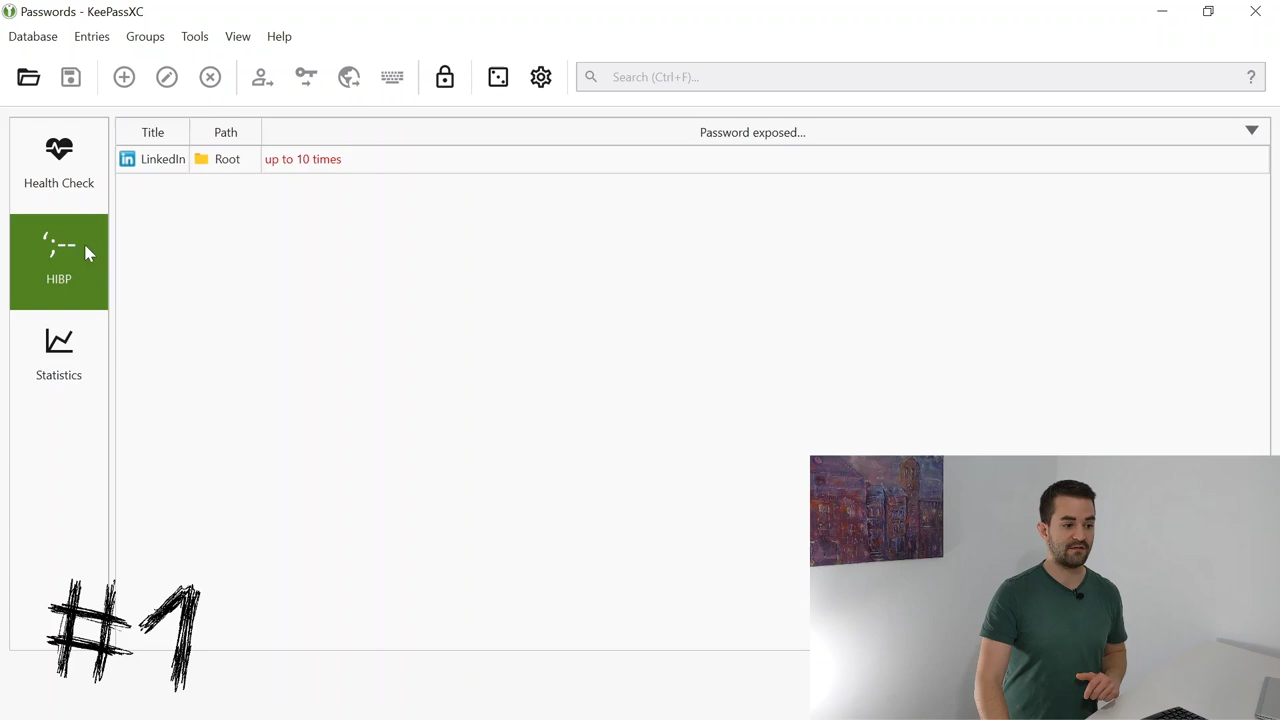 Passwords - KeePassXC
Database Entries Groups Tools View Help
Search (Ctrl+F)... ?
Title Path Password exposed...
in LinkedIn Root up to 10 times
Health Check
‘;--
HIBP
Statistics
#1